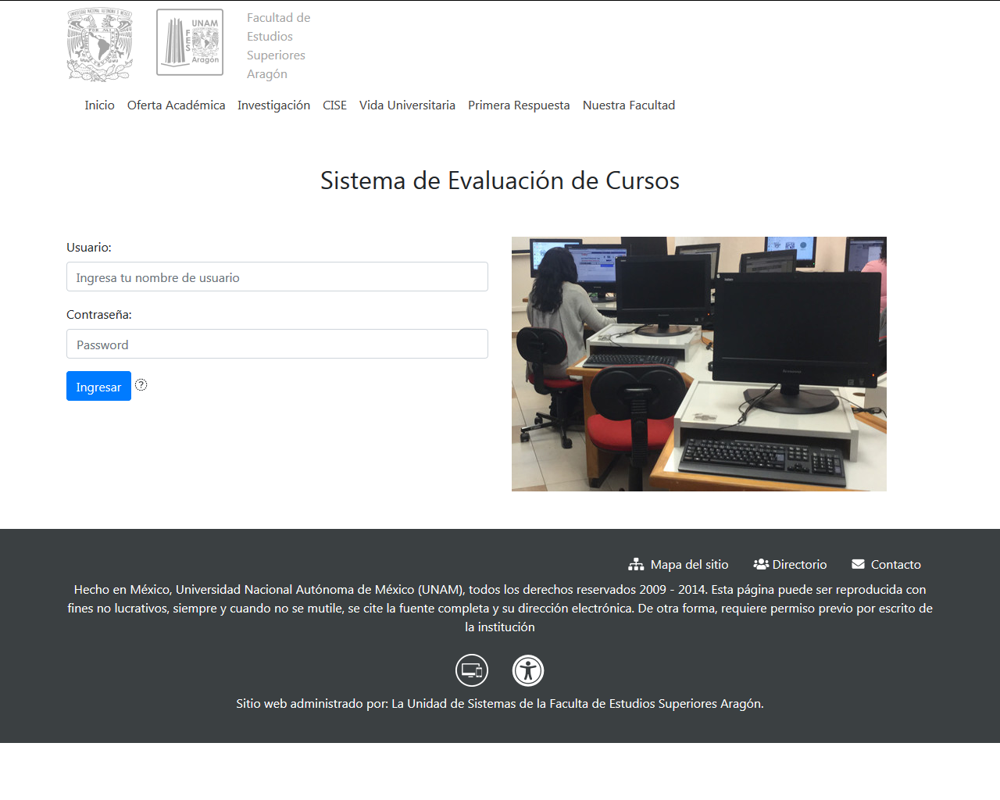 UNAM
FES
Aragón
Facultad de
Estudios
Superiores
Aragón
Inicio Oferta Académica Investigación CISE Vida Universitaria Primera Respuesta Nuestra Facultad
Sistema de Evaluación de Cursos
Usuario:
Ingresa tu nombre de usuario
Contraseña:
Password
Ingresar ?
Mapa del sitio Directorio Contacto
Hecho en México, Universidad Nacional Autónoma de México (UNAM), todos los derechos reservados 2009 - 2014. Esta página puede ser reproducida con
fines no lucrativos, siempre y cuando no se mutile, se cite la fuente completa y su dirección electrónica. De otra forma, requiere permiso previo por escrito de
la institución
Sitio web administrado por: La Unidad de Sistemas de la Faculta de Estudios Superiores Aragón.